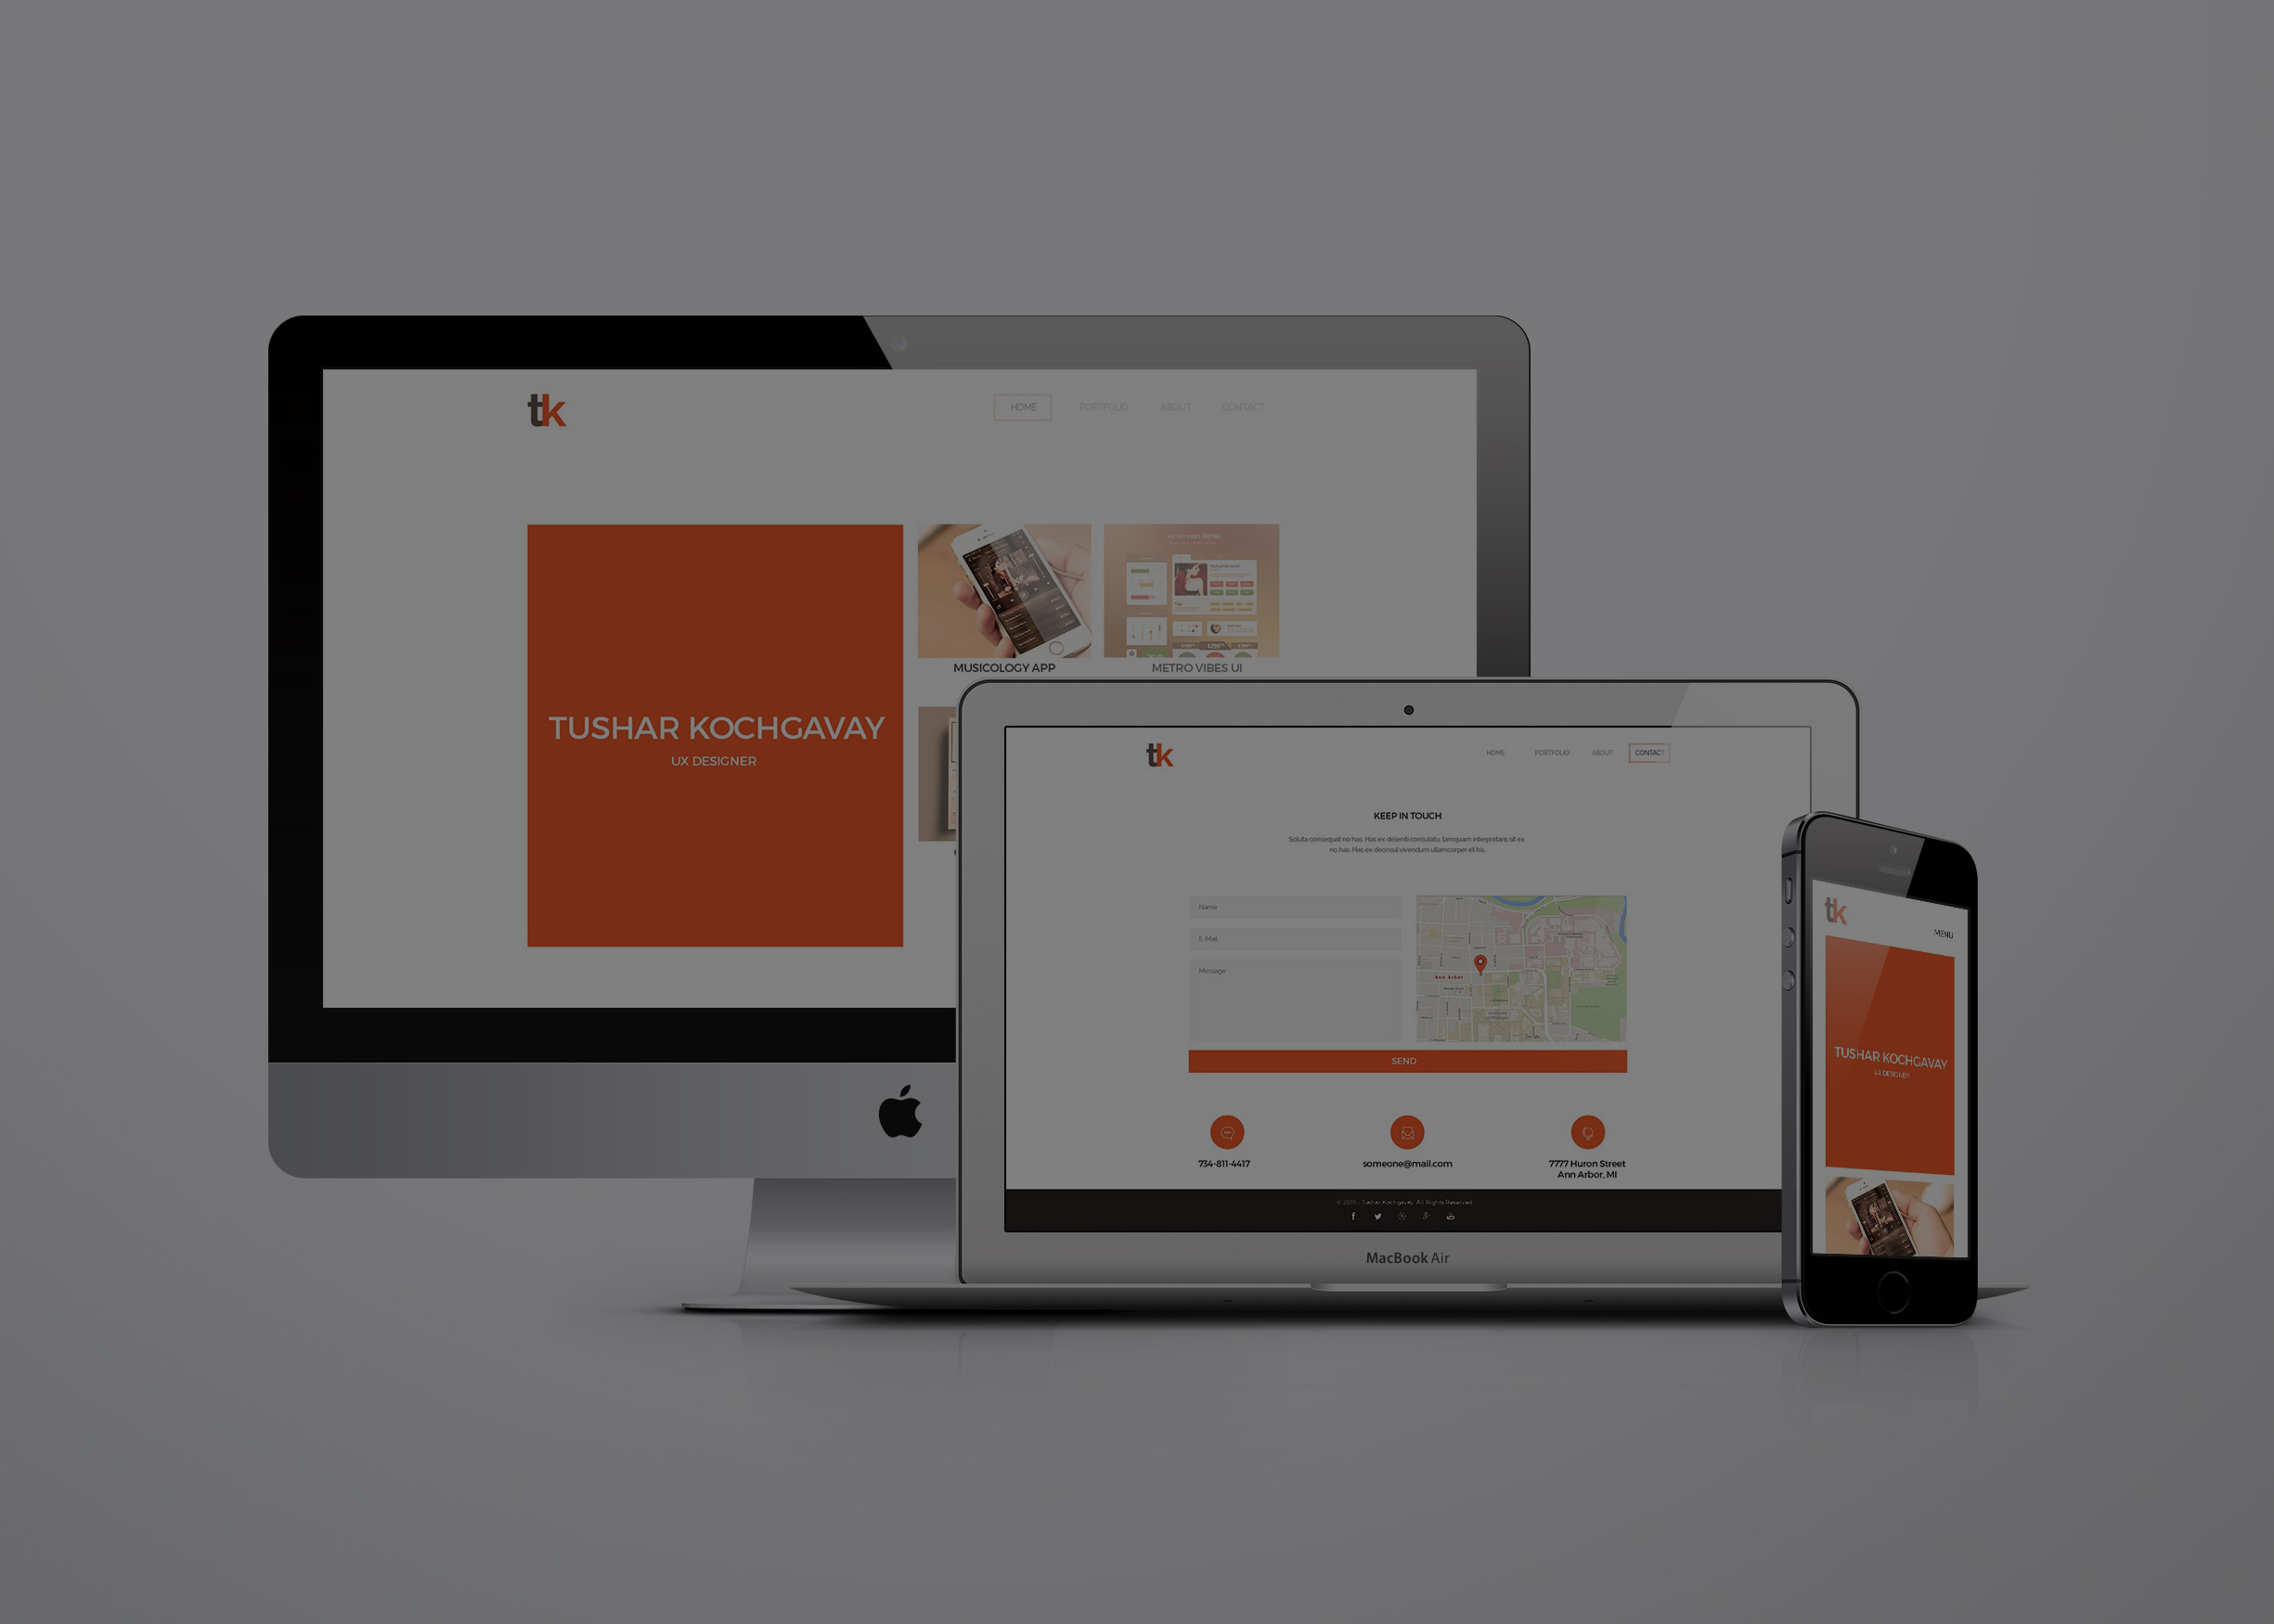 tk
HOME PORTFOLIO ABOUT CONTACT
MUSICOLOGY APP
METRO VIBES UI
TUSHAR KOCHGAVAY
UX DESIGNER
tk
HOME PORTFOLIO ABOUT CONTACT
KEEP IN TOUCH
Soluta consequat no has. Has ex deleniti consulatu, tamquam interpretaris sit ex
no has. Has ex deonsul vivendum ullamcorper et his.
Name
E-Mail
Message
Ann Arbor
SEND
734-811-4417
someone@mail.com
7777 Huron Street
Ann Arbor, MI
© 2015 - Tushar Kochgavay. All Rights Reserved
MacBook Air
tk
MENU
TUSHAR KOCHGAVAY
UX DESIGNER